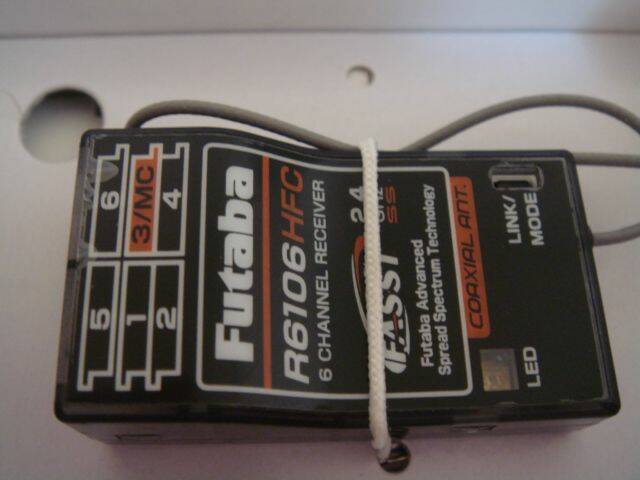 Futaba
R6106HFC
6 CHANNEL RECEIVER
2.4
SS
FASST
Futaba Advanced
Spread Spectrum Technology
COAXIAL ANT.
LINK/
MODE
LED
6
3/MC
4
5
1
2